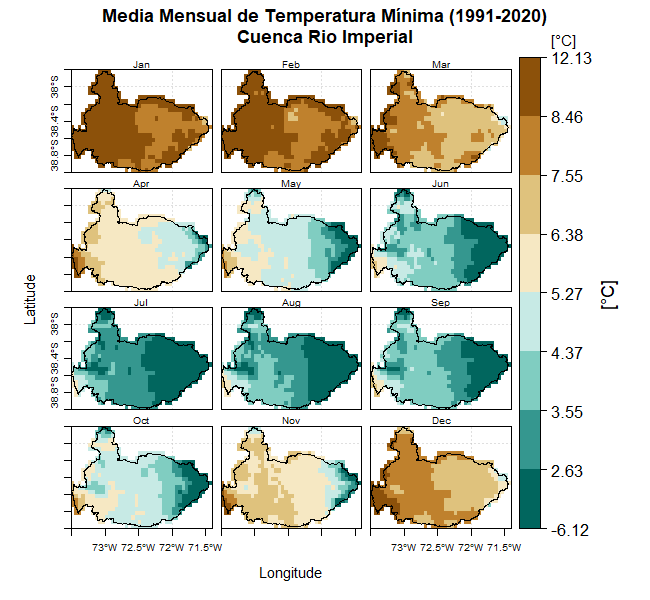 Media Mensual de Temperatura Mínima (1991-2020)
Cuenca Río Imperial
[°C]
Jan
Feb
Mar
38°S
38.4°S
38.8°S
Apr
May
Jun
Jul
Aug
Sep
38°S
38.4°S
38.8°S
Oct
Nov
Dec
73°W 72.5°W 72°W 71.5°W
73°W 72.5°W 72°W 71.5°W
Latitude
Longitude
12.13
8.46
7.55
6.38
5.27
4.37
3.55
2.63
-6.12
[°C]